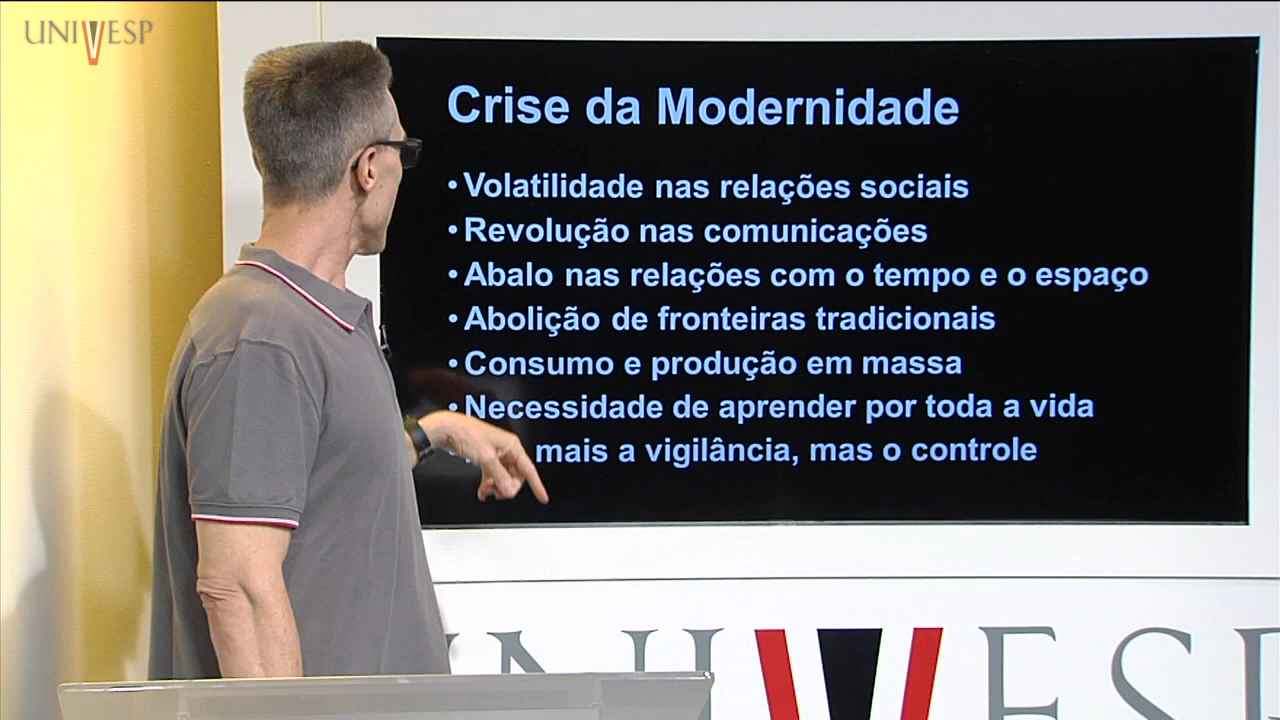 UNIVESP
Crise da Modernidade
• Volatilidade nas relações sociais
• Revolução nas comunicações
• Abalo nas relações com o tempo e o espaço
• Abolição de fronteiras tradicionais
• Consumo e produção em massa
• Necessidade de aprender por toda a vida
mais a vigilância, mas o controle
UNIVESP